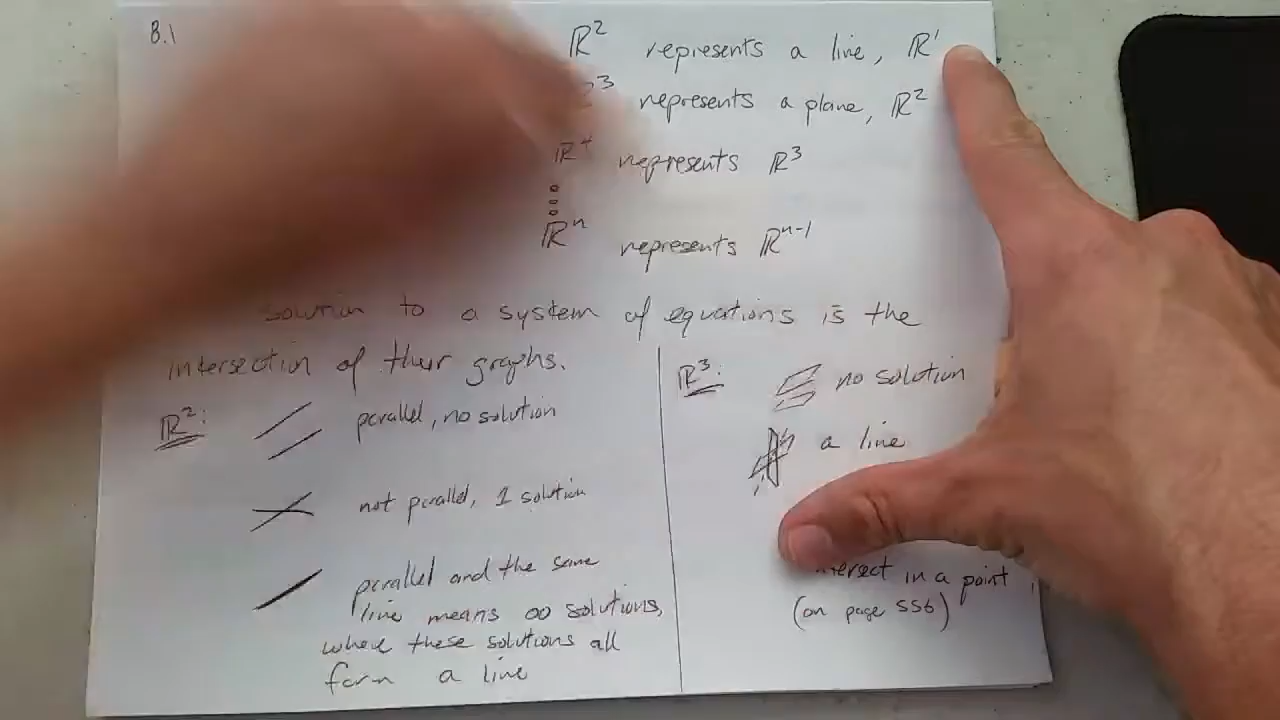 8.1
ℝ² represents a line, ℝ¹
³ represents a plane, ℝ²
ℝ⁴ represents ℝ³
ℝⁿ represents ℝⁿ⁻¹
solution to a system of equations is the
intersection of their graphs.
ℝ²:
parallel, no solution
not parallel, 1 solution
parallel and the same
line means ∞ solutions,
where these solutions all
form a line
ℝ³:
no solution
a line
intersect in a point
(on page 556)